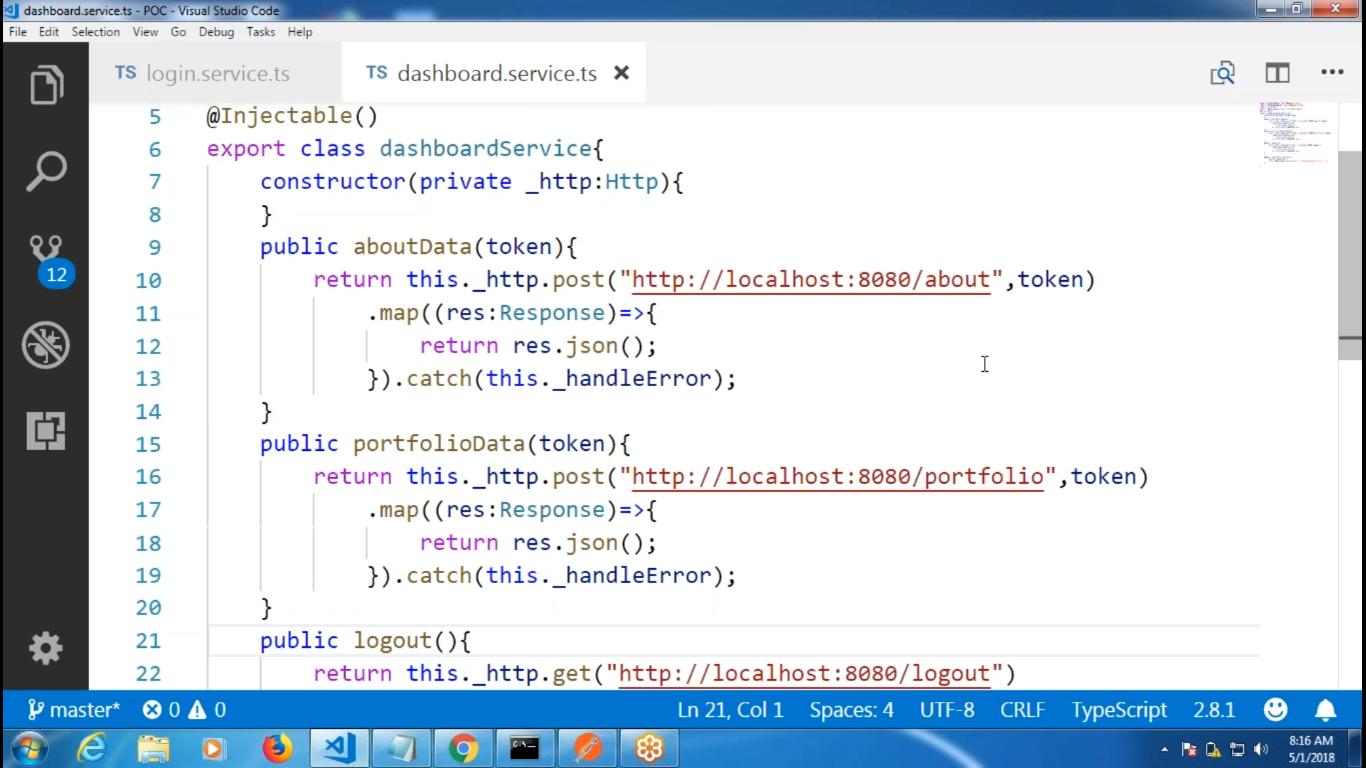 dashboard.service.ts - POC - Visual Studio Code
File Edit Selection View Go Debug Tasks Help
TS login.service.ts TS dashboard.service.ts
5 @Injectable()
6 export class dashboardService{
7 constructor(private _http:Http){
8 }
9 public aboutData(token){
10 return this._http.post("http://localhost:8080/about",token)
11 .map((res:Response)=>{
12 return res.json();
13 }).catch(this._handleError);
14 }
15 public portfolioData(token){
16 return this._http.post("http://localhost:8080/portfolio",token)
17 .map((res:Response)=>{
18 return res.json();
19 }).catch(this._handleError);
20 }
21 public logout(){
22 return this._http.get("http://localhost:8080/logout")
12
master* 0 0 Ln 21, Col 1 Spaces: 4 UTF-8 CRLF TypeScript 2.8.1
8:16 AM
5/1/2018